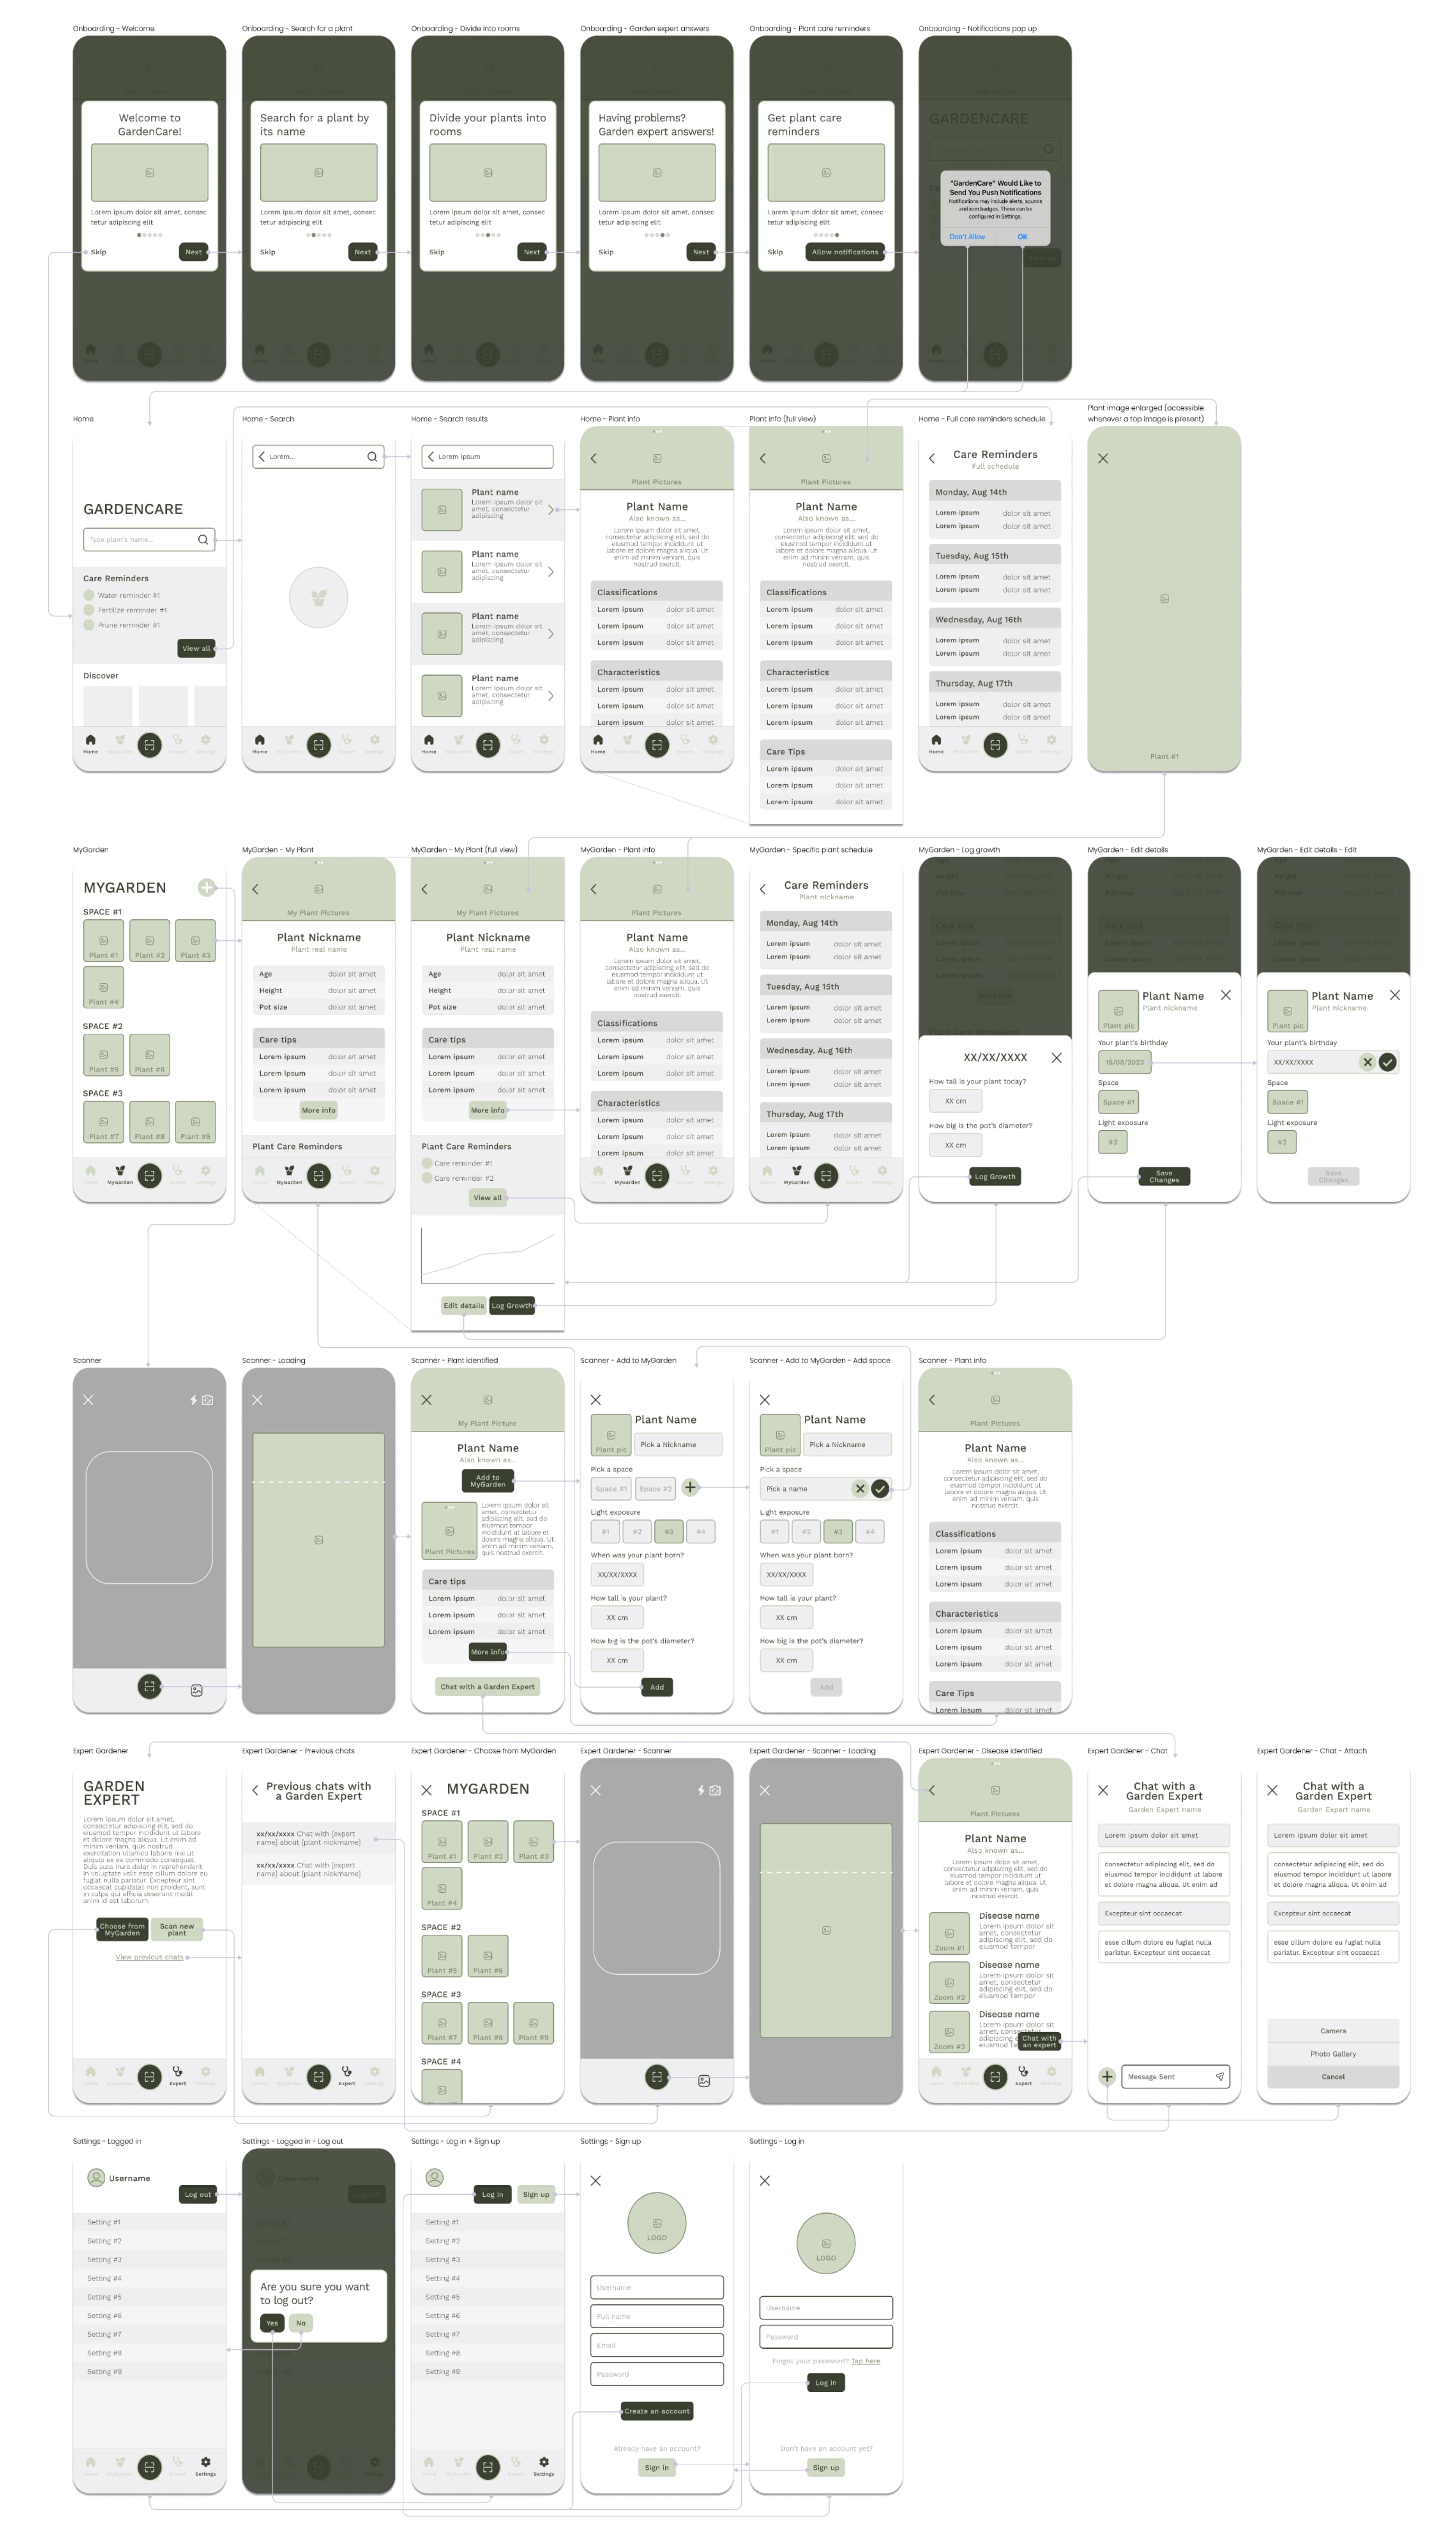 Onboarding - Welcome
Onboarding - Search for a plant
Onboarding - Divide into rooms
Onboarding - Garden expert answers
Onboarding - Plant care reminders
Onboarding - Notifications pop up
Welcome to
GardenCare!
Lorem ipsum dolor sit amet, consec
tetur adipiscing elit
Skip
Next
Search for a plant by
its name
Lorem ipsum dolor sit amet, consec
tetur adipiscing elit
Skip
Next
Divide your plants into
rooms
Lorem ipsum dolor sit amet, consec
tetur adipiscing elit
Skip
Next
Having problems?
Garden expert answers!
Lorem ipsum dolor sit amet, consec
tetur adipiscing elit
Skip
Next
Get plant care
reminders
Lorem ipsum dolor sit amet, consec
tetur adipiscing elit
Skip
Allow notifications
GARDENCARE
"GardenCare" Would Like to
Send You Push Notifications
Notifications may include alerts, sounds
and icon badges. These can be
configured in Settings.
Don't Allow
OK
Home
Home - Search
Home - Search results
Home - Plant info
Plant info (full view)
Home - Full care reminders schedule
Plant image enlarged (accessible
whenever a top image is present)
GARDENCARE
Type plant's name...
Care Reminders
Water reminder #1
Fertilize reminder #1
Prune reminder #1
View all
Discover
Home
MyGarden
Expert
Settings
Lorem...
Home
MyGarden
Expert
Settings
Lorem ipsum
Plant name
Lorem ipsum dolor sit
amet, consectetur
adipiscing
Plant name
Lorem ipsum dolor sit
amet, consectetur
adipiscing
Plant name
Lorem ipsum dolor sit
amet, consectetur
adipiscing
Plant name
Lorem ipsum dolor sit
amet, consectetur
adipiscing
Home
MyGarden
Expert
Settings
Plant Pictures
Plant Name
Also known as...
Lorem ipsum dolor sit amet,
consectetur adipiscing elit, sed do
eiusmod tempor incididunt ut
labore et dolore magna aliqua. Ut
enim ad minim veniam, quis
nostrud exercit.
Classifications
Lorem ipsum dolor sit amet
Lorem ipsum dolor sit amet
Lorem ipsum dolor sit amet
Characteristics
Lorem ipsum dolor sit amet
Lorem ipsum dolor sit amet
Lorem ipsum dolor sit amet
Home
MyGarden
Expert
Settings
Plant Pictures
Plant Name
Also known as...
Lorem ipsum dolor sit amet,
consectetur adipiscing elit, sed do
eiusmod tempor incididunt ut
labore et dolore magna aliqua. Ut
enim ad minim veniam, quis
nostrud exercit.
Classifications
Lorem ipsum dolor sit amet
Lorem ipsum dolor sit amet
Lorem ipsum dolor sit amet
Characteristics
Lorem ipsum dolor sit amet
Lorem ipsum dolor sit amet
Lorem ipsum dolor sit amet
Care Tips
Lorem ipsum dolor sit amet
Lorem ipsum dolor sit amet
Lorem ipsum dolor sit amet
Care Reminders
Full schedule
Monday, Aug 14th
Lorem ipsum dolor sit amet
Lorem ipsum dolor sit amet
Tuesday, Aug 15th
Lorem ipsum dolor sit amet
Lorem ipsum dolor sit amet
Wednesday, Aug 16th
Lorem ipsum dolor sit amet
Lorem ipsum dolor sit amet
Thursday, Aug 17th
Lorem ipsum dolor sit amet
Lorem ipsum dolor sit amet
Home
MyGarden
Expert
Settings
Plant #1
MyGarden
MyGarden - My Plant
MyGarden - My Plant (full view)
MyGarden - Plant info
MyGarden - Specific plant schedule
MyGarden - Log growth
MyGarden - Edit details
MyGarden - Edit details - Edit
MYGARDEN
SPACE #1
Plant #1
Plant #2
Plant #3
Plant #4
SPACE #2
Plant #5
Plant #6
SPACE #3
Plant #7
Plant #8
Plant #9
Home
MyGarden
Expert
Settings
My Plant Pictures
Plant Nickname
Plant real name
Age dolor sit amet
Height dolor sit amet
Pot size dolor sit amet
Care tips
Lorem ipsum dolor sit amet
Lorem ipsum dolor sit amet
Lorem ipsum dolor sit amet
More info
Plant Care Reminders
Home
MyGarden
Expert
Settings
My Plant Pictures
Plant Nickname
Plant real name
Age dolor sit amet
Height dolor sit amet
Pot size dolor sit amet
Care tips
Lorem ipsum dolor sit amet
Lorem ipsum dolor sit amet
Lorem ipsum dolor sit amet
More info
Plant Care Reminders
Care reminder #1
Care reminder #2
View all
Edit details
Log Growth
Plant Pictures
Plant Name
Also known as...
Lorem ipsum dolor sit amet,
consectetur adipiscing elit, sed do
eiusmod tempor incididunt ut
labore et dolore magna aliqua. Ut
enim ad minim veniam, quis
nostrud exercit.
Classifications
Lorem ipsum dolor sit amet
Lorem ipsum dolor sit amet
Lorem ipsum dolor sit amet
Characteristics
Lorem ipsum dolor sit amet
Lorem ipsum dolor sit amet
Lorem ipsum dolor sit amet
Home
MyGarden
Expert
Settings
Care Reminders
Plant nickname
Monday, Aug 14th
Lorem ipsum dolor sit amet
Lorem ipsum dolor sit amet
Tuesday, Aug 15th
Lorem ipsum dolor sit amet
Lorem ipsum dolor sit amet
Wednesday, Aug 16th
Lorem ipsum dolor sit amet
Lorem ipsum dolor sit amet
Thursday, Aug 17th
Lorem ipsum dolor sit amet
Lorem ipsum dolor sit amet
Home
MyGarden
Expert
Settings
Height
Pot size
Care tips
XX/XX/XXXX
How tall is your plant today?
XX cm
How big is the pot's diameter?
XX cm
Log Growth
Height
Pot size
Care tips
Plant Name
Plant nickname
Plant pic
Your plant's birthday
15/08/2033
Space
Space #1
Light exposure
#3
Save
Changes
Height
Pot size
Care tips
Plant Name
Plant nickname
Plant pic
Your plant's birthday
XX/XX/XXXX
Space
Space #1
Light exposure
#3
Save
Changes
Scanner
Scanner - Loading
Scanner - Plant identified
Scanner - Add to MyGarden
Scanner - Add to MyGarden - Add space
Scanner - Plant info
My Plant Picture
Plant Name
Also known as...
Add to
MyGarden
Plant Pictures
Lorem ipsum dolor sit
amet, consectetur
adipiscing elit, sed do
eiusmod tempor
incididunt ut labore et
dolore magna aliqua. Ut
enim ad minim veniam,
quis nostrud exercit.
Care tips
Lorem ipsum dolor sit amet
Lorem ipsum dolor sit amet
Lorem ipsum dolor sit amet
More info
Chat with a Garden Expert
Plant Name
Plant pic
Pick a Nickname
Pick a space
Space #1
Space #2
Light exposure
#1
#2
#3
#4
When was your plant born?
XX/XX/XXXX
How tall is your plant?
XX cm
How big is the pot's diameter?
XX cm
Add
Plant Name
Plant pic
Pick a Nickname
Pick a space
Pick a name
Light exposure
#1
#2
#3
#4
When was your plant born?
XX/XX/XXXX
How tall is your plant?
XX cm
How big is the pot's diameter?
XX cm
Add
Plant Pictures
Plant Name
Also known as...
Lorem ipsum dolor sit amet,
consectetur adipiscing elit, sed do
eiusmod tempor incididunt ut
labore et dolore magna aliqua. Ut
enim ad minim veniam, quis
nostrud exercit.
Classifications
Lorem ipsum dolor sit amet
Lorem ipsum dolor sit amet
Lorem ipsum dolor sit amet
Characteristics
Lorem ipsum dolor sit amet
Lorem ipsum dolor sit amet
Lorem ipsum dolor sit amet
Care Tips
Lorem ipsum dolor sit amet
Expert Gardener
Expert Gardener - Previous chats
Expert Gardener - Choose from MyGarden
Expert Gardener - Scanner
Expert Gardener - Scanner - Loading
Expert Gardener - Disease identified
Expert Gardener - Chat
Expert Gardener - Chat - Attach
GARDEN
EXPERT
Lorem ipsum dolor sit amet,
consectetur adipiscing elit, sed do
eiusmod tempor incididunt ut labore
et dolore magna aliqua. Ut enim ad
minim veniam, quis nostrud
exercitation ullamco laboris nisi ut
aliquip ex ea commodo consequat.
Duis aute irure dolor in reprehenderit
in voluptate velit esse cillum dolore eu
fugiat nulla pariatur. Excepteur sint
occaecat cupidatat non proident, sunt
in culpa qui officia deserunt mollit
anim id est laborum.
Choose from
MyGarden
Scan new
plant
View previous chats
Home
MyGarden
Expert
Settings
Previous chats with
a Garden Expert
xx/xx/xxxx Chat with [expert
name] about [plant nickname]
xx/xx/xxxx Chat with [expert
name] about [plant nickname]
Home
MyGarden
Expert
Settings
MYGARDEN
SPACE #1
Plant #1
Plant #2
Plant #3
Plant #4
SPACE #2
Plant #5
Plant #6
SPACE #3
Plant #7
Plant #8
Plant #9
SPACE #4
Plant Pictures
Plant Name
Also known as...
Lorem ipsum dolor sit amet,
consectetur adipiscing elit, sed do
eiusmod tempor incididunt ut
labore et dolore magna aliqua. Ut
enim ad minim veniam, quis
nostrud exercit.
Zoom #1
Disease name
Lorem ipsum dolor sit
amet, consectetur
adipiscing elit, sed do
eiusmod tempor
Zoom #2
Disease name
Lorem ipsum dolor sit
amet, consectetur
adipiscing elit, sed do
eiusmod tempor
Zoom #3
Disease name
Lorem ipsum dolor sit
Chat with
an expert
Home
MyGarden
Expert
Settings
Chat with a
Garden Expert
Garden Expert name
Lorem ipsum dolor sit amet
consectetur adipiscing elit, sed do
eiusmod tempor incididunt ut labore
et dolore magna aliqua. Ut enim ad
Excepteur sint occaecat
esse cillum dolore eu fugiat nulla
pariatur. Excepteur sint occaecat
Message Sent
Chat with a
Garden Expert
Garden Expert name
Lorem ipsum dolor sit amet
consectetur adipiscing elit, sed do
eiusmod tempor incididunt ut labore
et dolore magna aliqua. Ut enim ad
Excepteur sint occaecat
esse cillum dolore eu fugiat nulla
pariatur. Excepteur sint occaecat
Camera
Photo Gallery
Cancel
Settings - Logged in
Settings - Logged in - Log out
Settings - Log in + Sign up
Settings - Sign up
Settings - Log in
Username
Log out
Setting #1
Setting #2
Setting #3
Setting #4
Setting #5
Setting #6
Setting #7
Setting #8
Setting #9
Home
MyGarden
Expert
Settings
Username
Are you sure you want
to log out?
Yes
No
Log in
Sign up
Setting #1
Setting #2
Setting #3
Setting #4
Setting #5
Setting #6
Setting #7
Setting #8
Setting #9
Home
MyGarden
Expert
Settings
LOGO
Username
Full name
Email
Password
Create an account
Already have an account?
Sign in
LOGO
Username
Password
Forgot your password? Tap here
Log in
Don't have an account yet?
Sign up